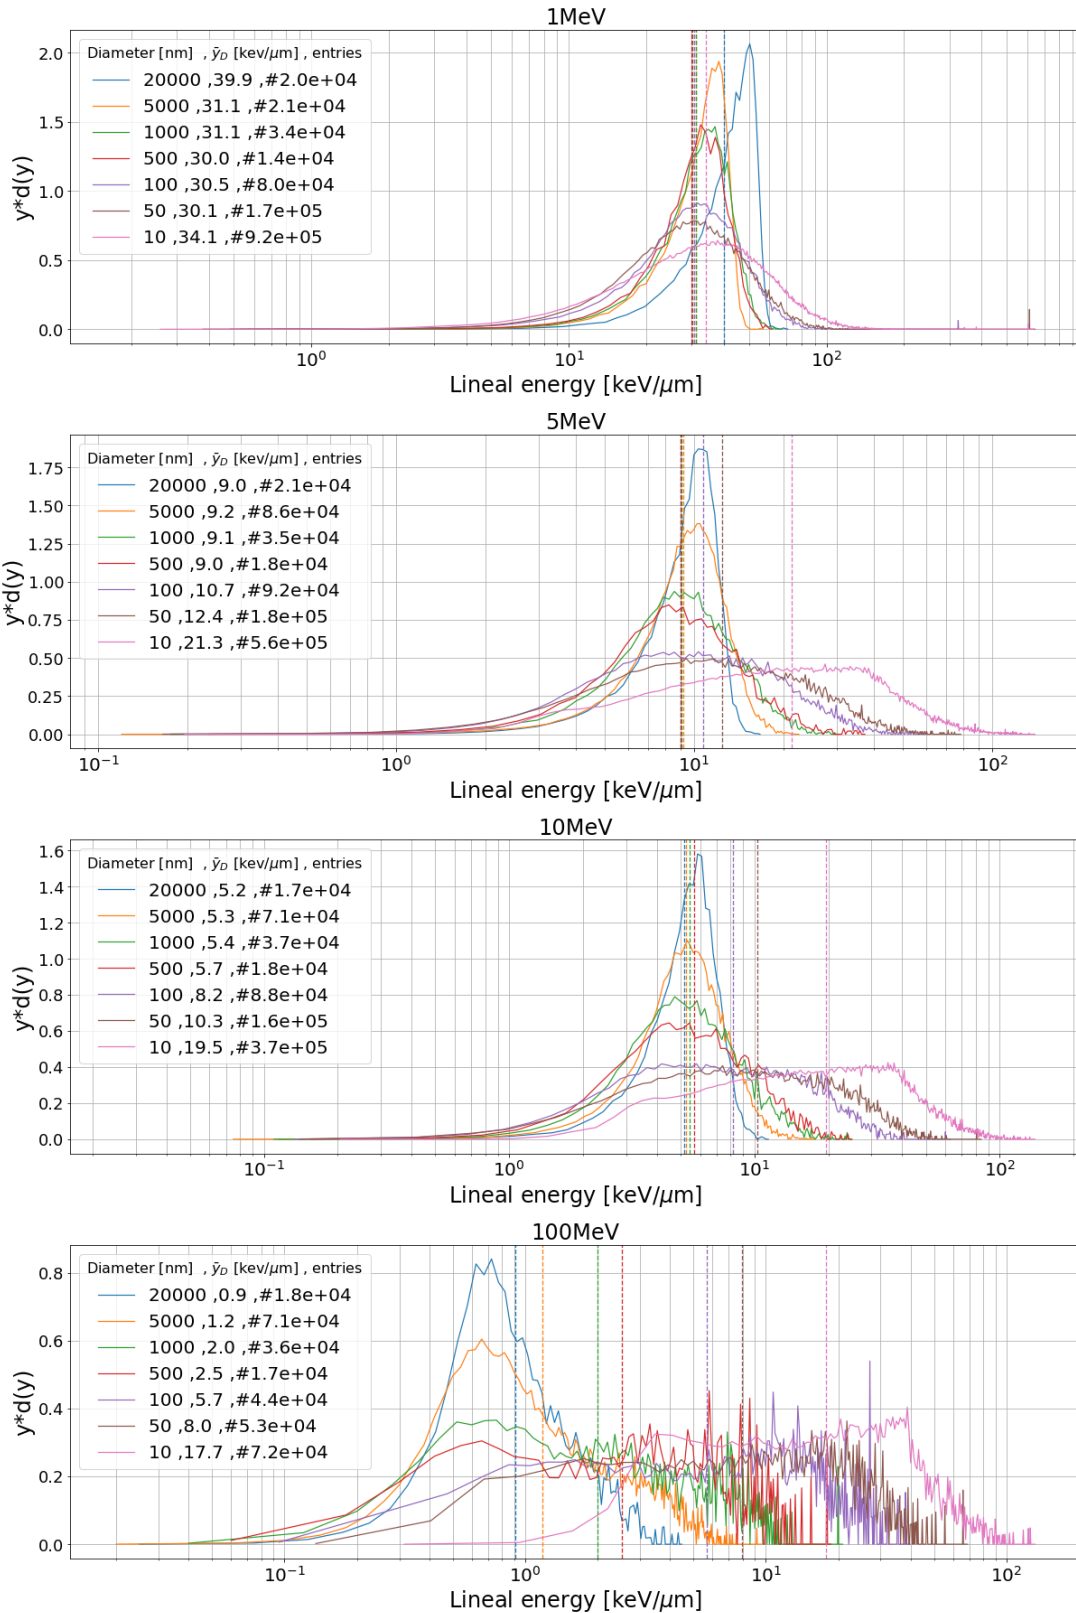 1MeV
Diameter [nm] , ȳ_D [kev/μm] , entries
20000 ,39.9 ,#2.0e+04
5000 ,31.1 ,#2.1e+04
1000 ,31.1 ,#3.4e+04
500 ,30.0 ,#1.4e+04
100 ,30.5 ,#8.0e+04
50 ,30.1 ,#1.7e+05
10 ,34.1 ,#9.2e+05
y*d(y)
2.0
1.5
1.0
0.5
0.0
10⁰ 10¹ 10²
Lineal energy [keV/μm]
5MeV
Diameter [nm] , ȳ_D [kev/μm] , entries
20000 ,9.0 ,#2.1e+04
5000 ,9.2 ,#8.6e+04
1000 ,9.1 ,#3.5e+04
500 ,9.0 ,#1.8e+04
100 ,10.7 ,#9.2e+04
50 ,12.4 ,#1.8e+05
10 ,21.3 ,#5.6e+05
y*d(y)
1.75
1.50
1.25
1.00
0.75
0.50
0.25
0.00
10⁻¹ 10⁰ 10¹ 10²
Lineal energy [keV/μm]
10MeV
Diameter [nm] , ȳ_D [kev/μm] , entries
20000 ,5.2 ,#1.7e+04
5000 ,5.3 ,#7.1e+04
1000 ,5.4 ,#3.7e+04
500 ,5.7 ,#1.8e+04
100 ,8.2 ,#8.8e+04
50 ,10.3 ,#1.6e+05
10 ,19.5 ,#3.7e+05
y*d(y)
1.6
1.4
1.2
1.0
0.8
0.6
0.4
0.2
0.0
10⁻¹ 10⁰ 10¹ 10²
Lineal energy [keV/μm]
100MeV
Diameter [nm] , ȳ_D [kev/μm] , entries
20000 ,0.9 ,#1.8e+04
5000 ,1.2 ,#7.1e+04
1000 ,2.0 ,#3.6e+04
500 ,2.5 ,#1.7e+04
100 ,5.7 ,#4.4e+04
50 ,8.0 ,#5.3e+04
10 ,17.7 ,#7.2e+04
y*d(y)
0.8
0.6
0.4
0.2
0.0
10⁻¹ 10⁰ 10¹ 10²
Lineal energy [keV/μm]